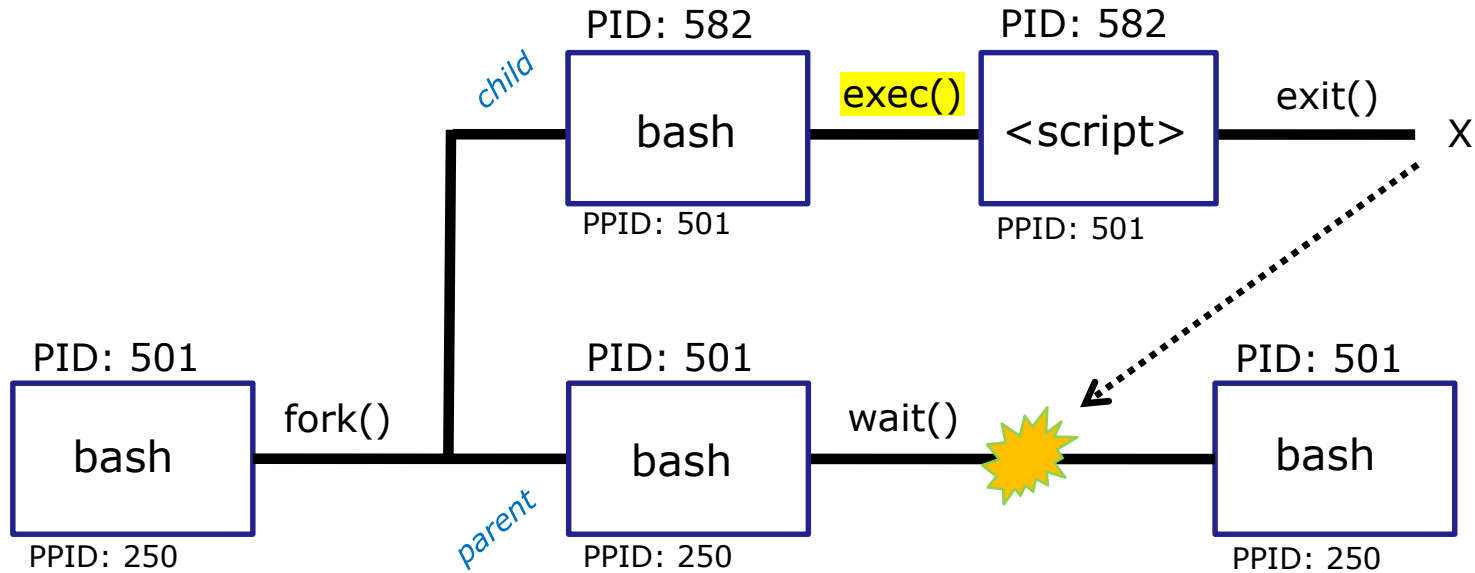 PID: 582
PID: 582
child
bash
exec()
<script>
exit()
X
PPID: 501
PPID: 501
PID: 501
PID: 501
PID: 501
bash
fork()
bash
wait()
bash
parent
PPID: 250
PPID: 250
PPID: 250